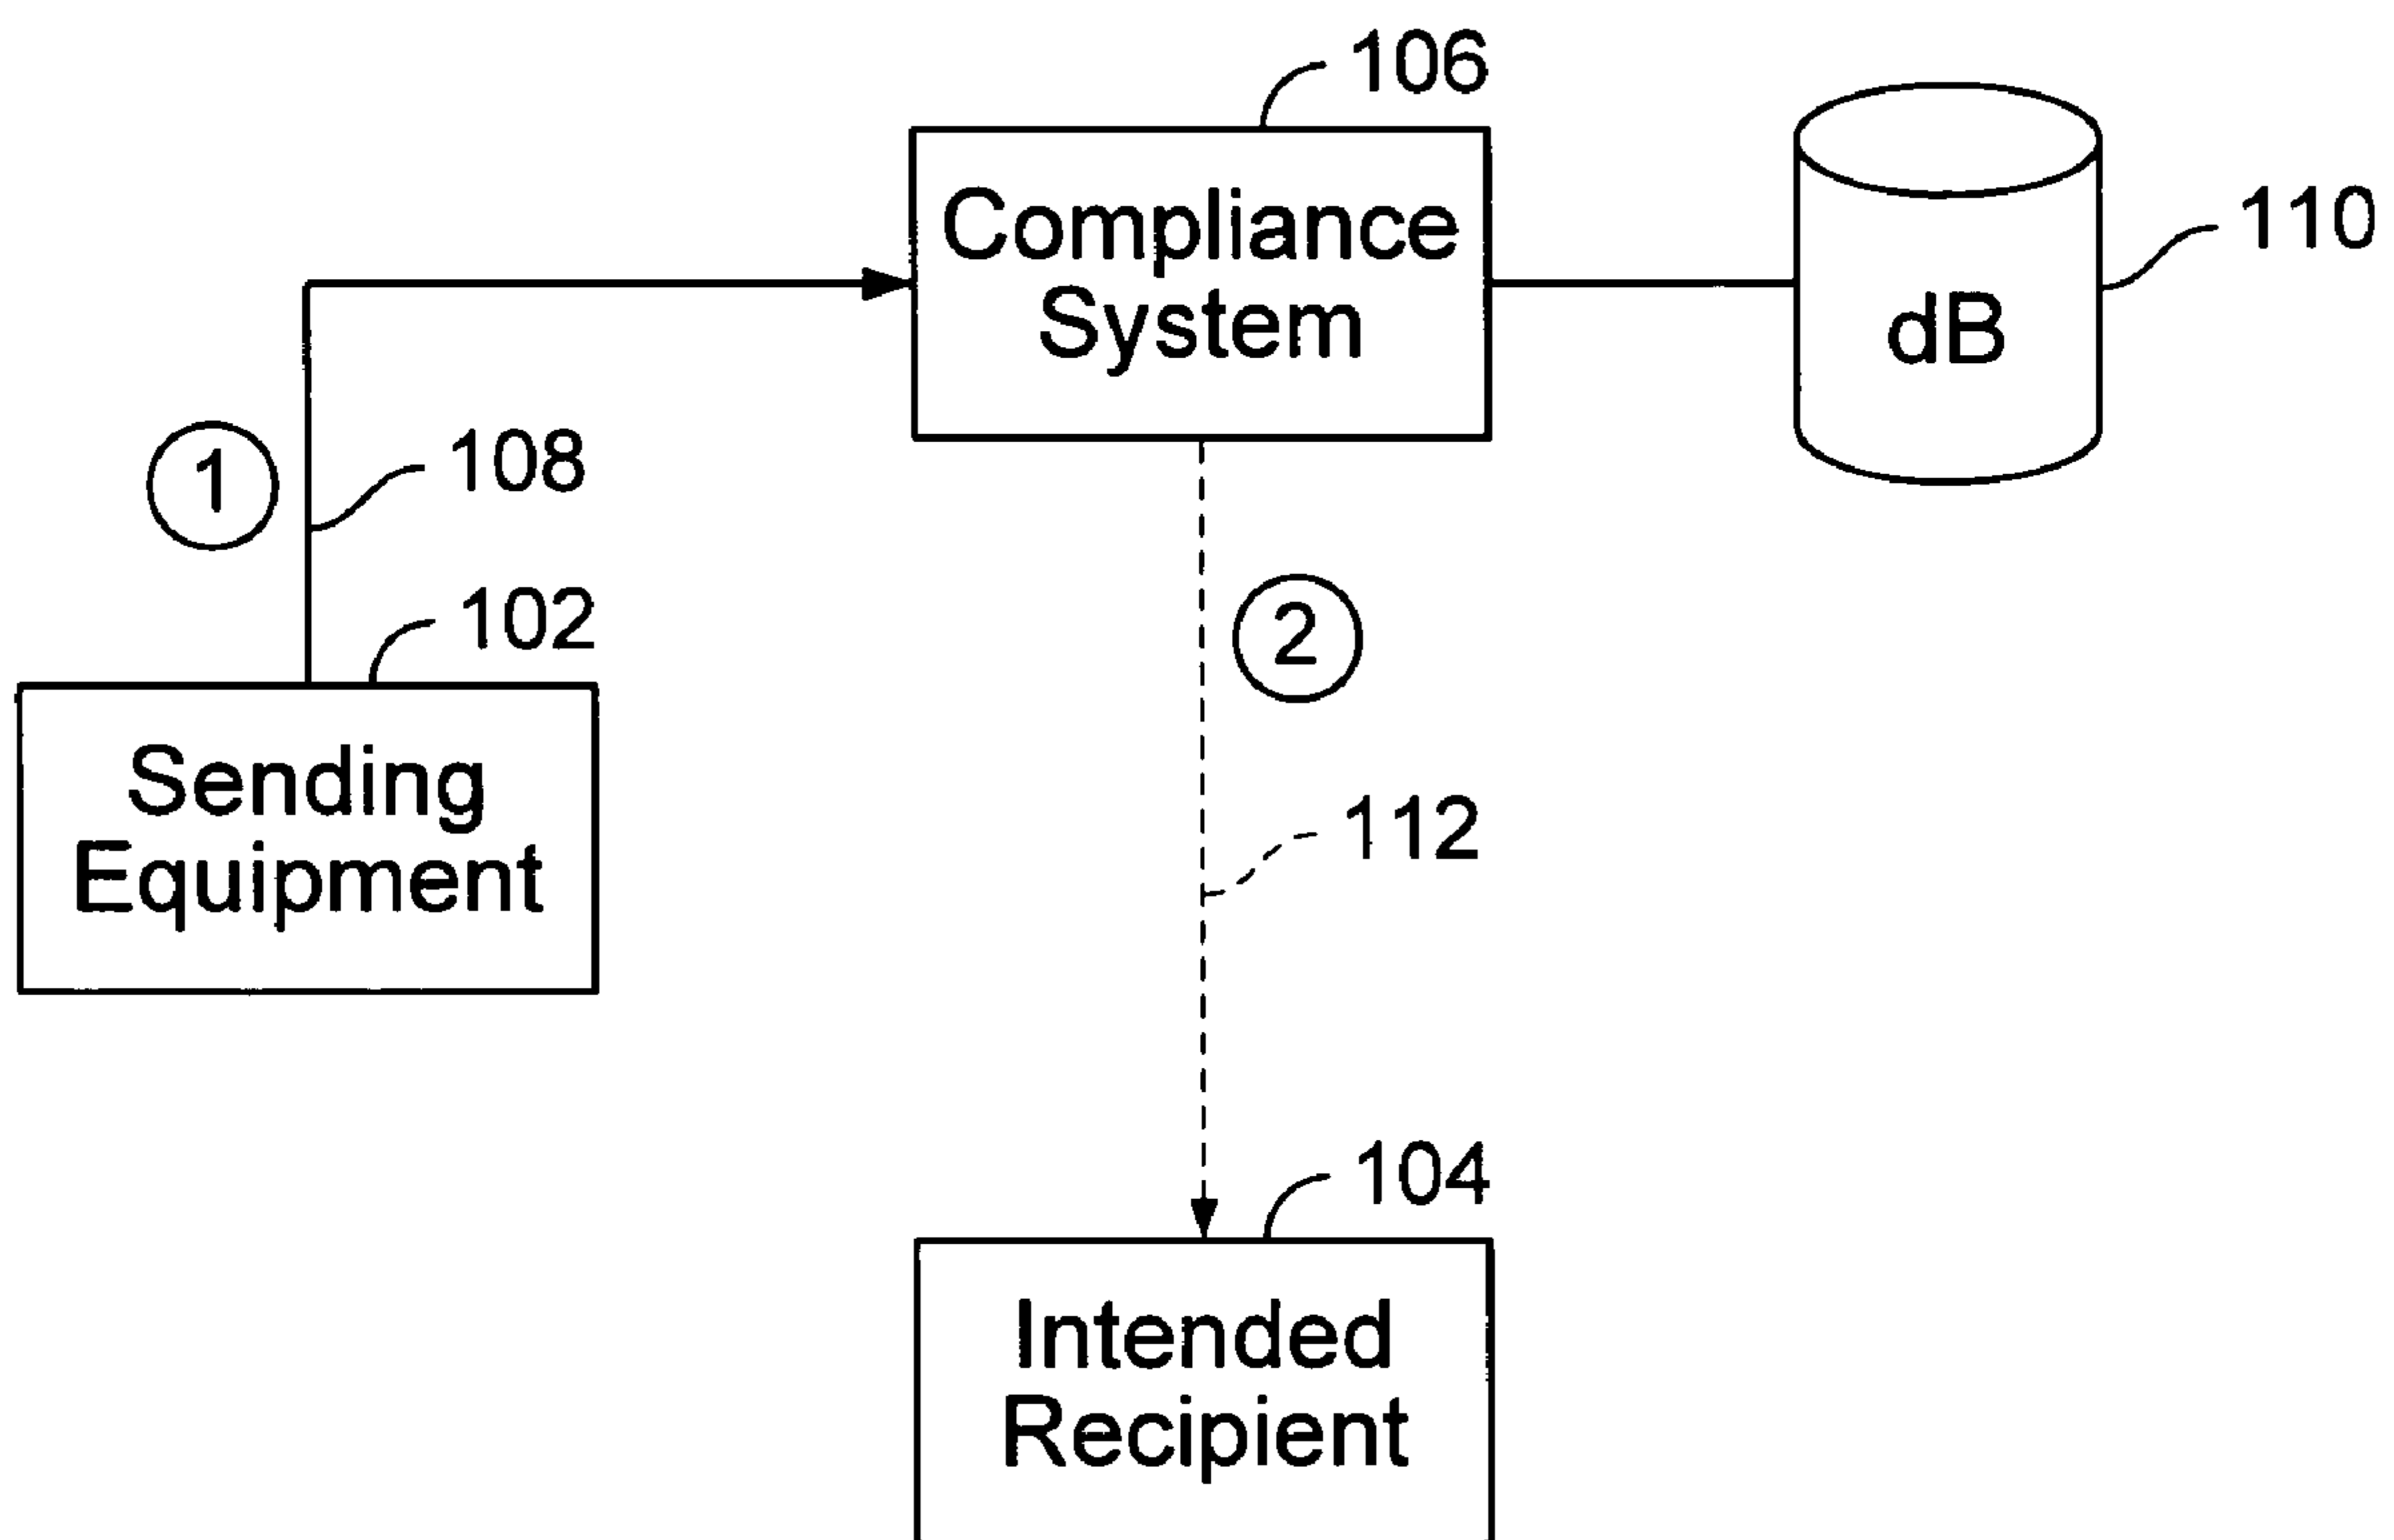 106
Compliance
System
110
dB
1
108
102
2
Sending
Equipment
112
104
Intended
Recipient